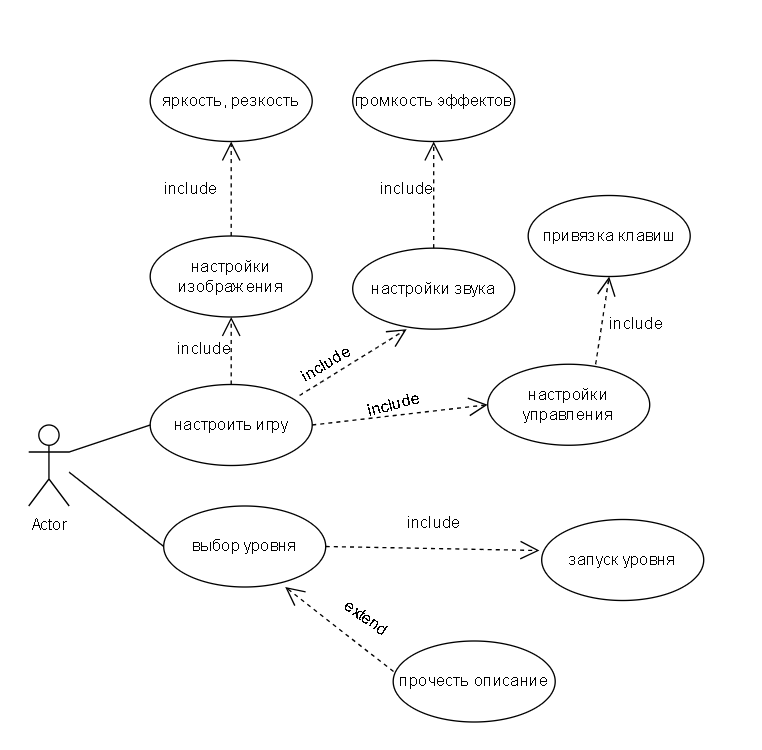 яркость, резкость
громкость эффектов
include
include
привязка клавиш
настройки
изображения
настройки звука
include
include
include
include
настройки
управления
настроить игру
Actor
include
выбор уровня
запуск уровня
extend
прочесть описание